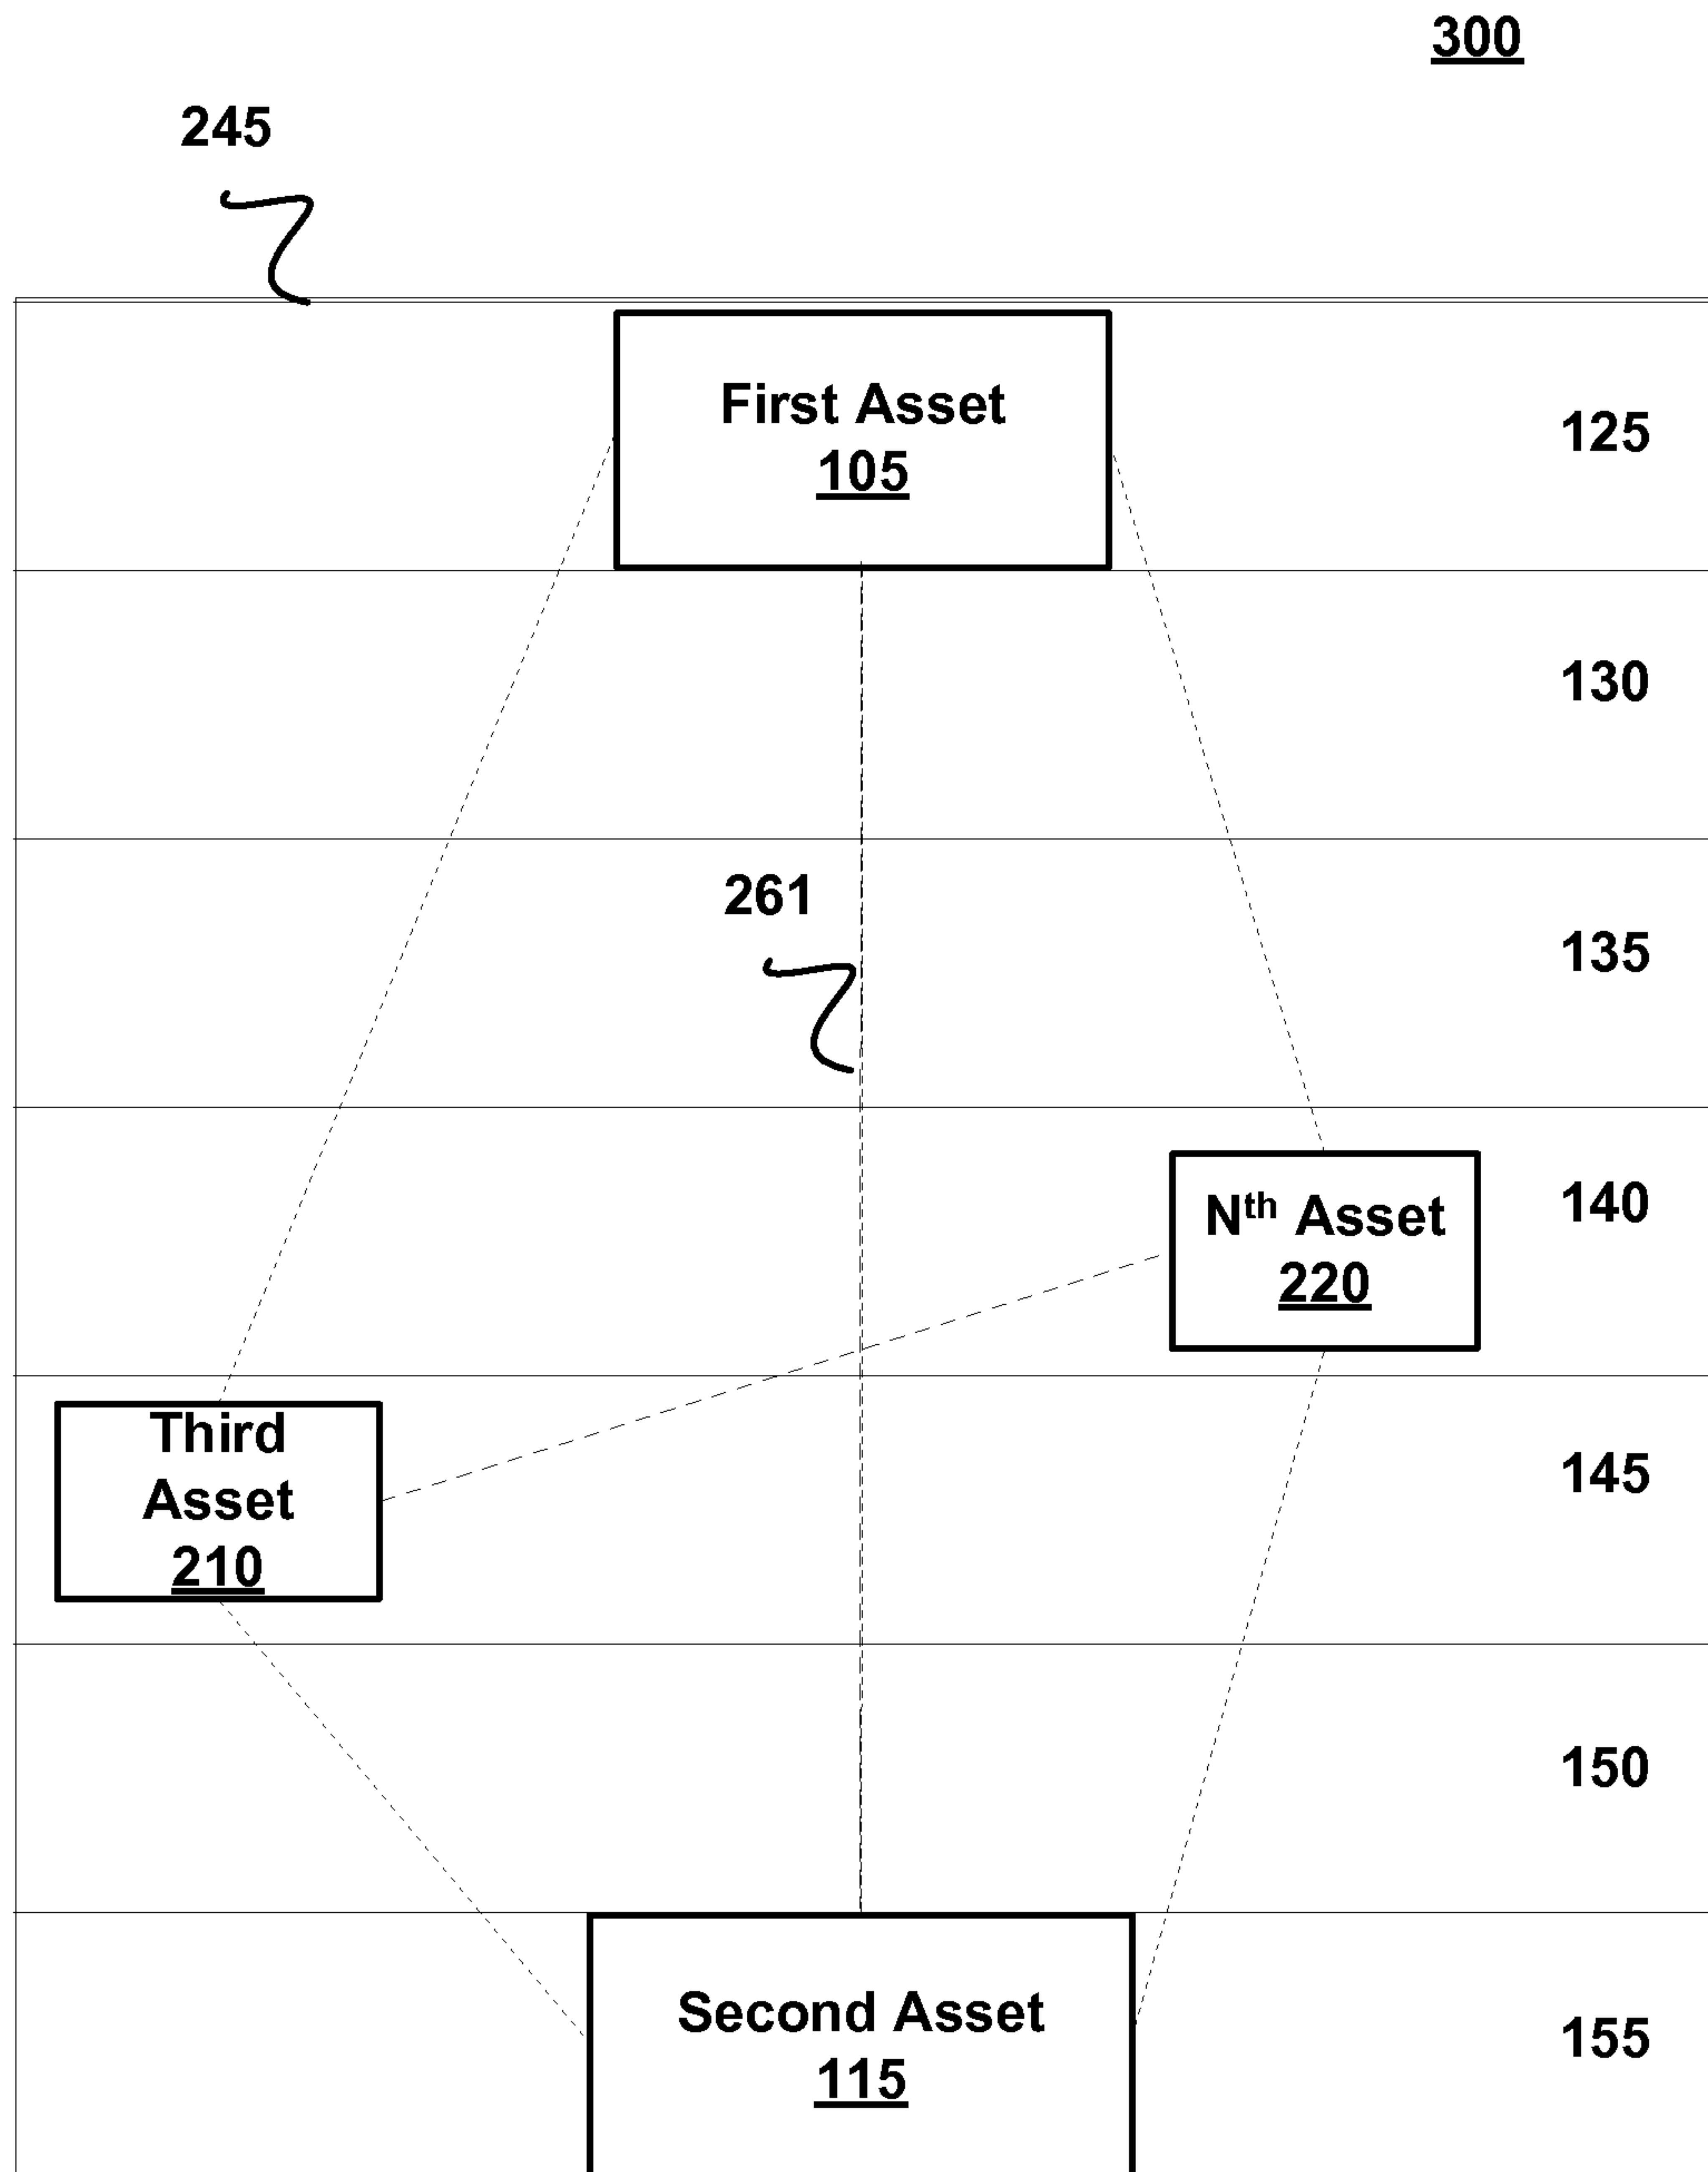 300
245
First Asset
105
125
130
261
135
Nth Asset
220
140
Third
Asset
210
145
150
Second Asset
115
155